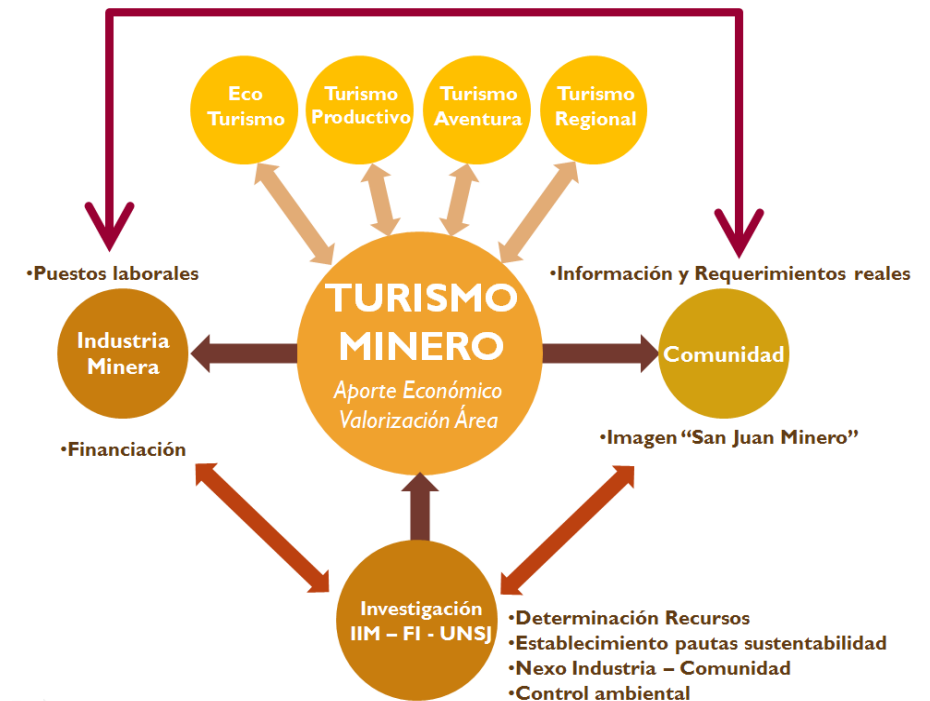 Eco
Turismo
Turismo
Productivo
Turismo
Aventura
Turismo
Regional
•Puestos laborales
•Información y Requerimientos reales
Industria
Minera
TURISMO
MINERO
Aporte Económico
Valorización Área
Comunidad
•Financiación
•Imagen “San Juan Minero”
Investigación
IIM – FI - UNSJ
•Determinación Recursos
•Establecimiento pautas sustentabilidad
•Nexo Industria – Comunidad
•Control ambiental